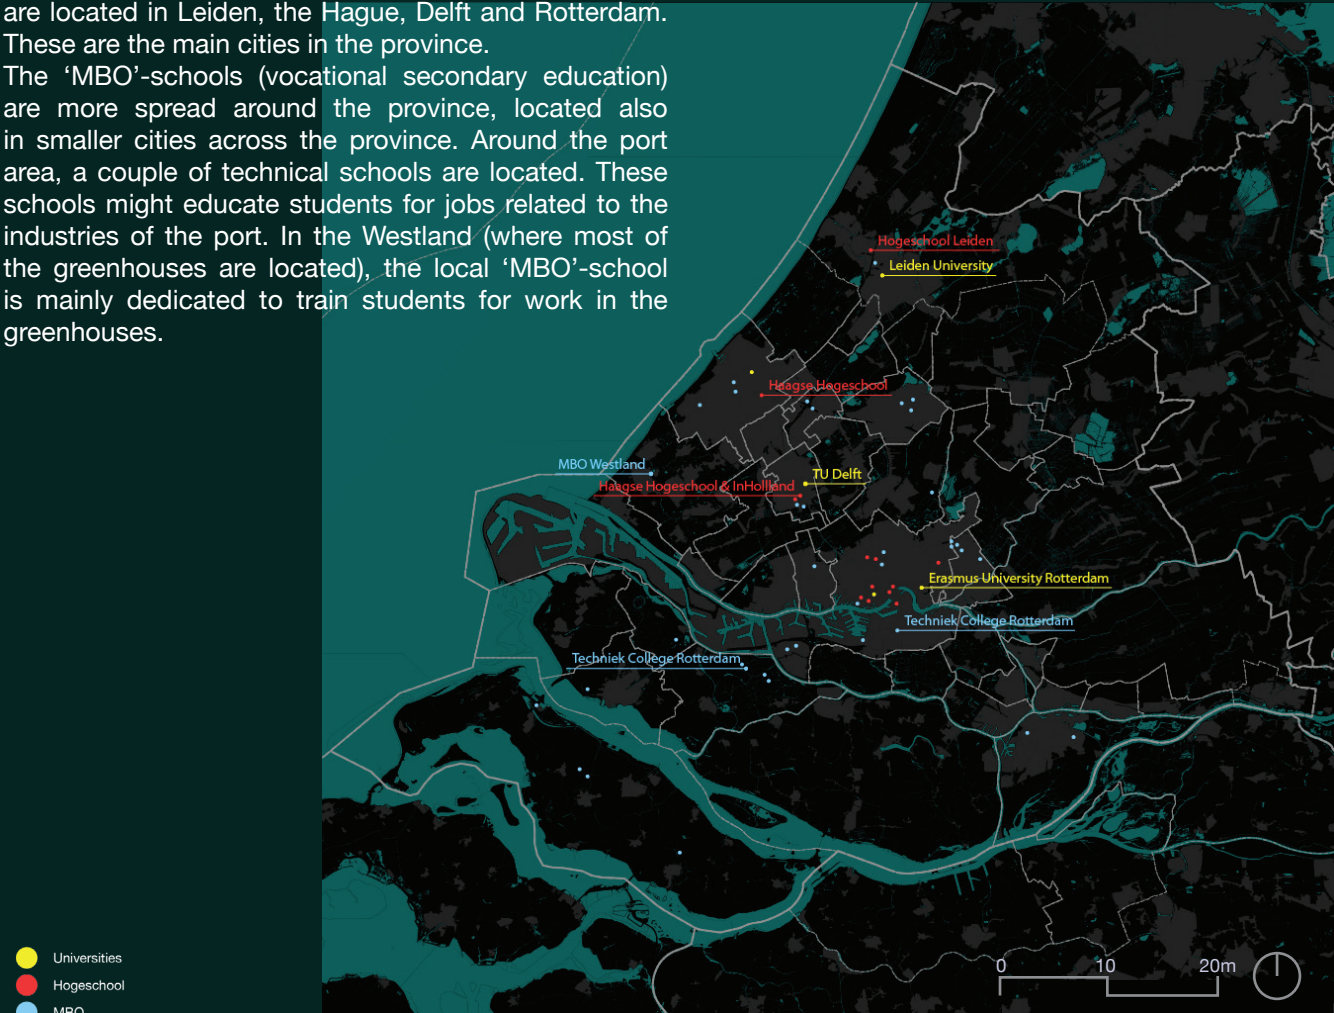 are located in Leiden, the Hague, Delft and Rotterdam.
These are the main cities in the province.
The ‘MBO’-schools (vocational secondary education)
are more spread around the province, located also
in smaller cities across the province. Around the port
area, a couple of technical schools are located. These
schools might educate students for jobs related to the
industries of the port. In the Westland (where most of
the greenhouses are located), the local ‘MBO’-school
is mainly dedicated to train students for work in the
greenhouses.
Hogeschool Leiden
Leiden University
Haagse Hogeschool
MBO Westland
TU Delft
Haagse Hogeschool & InHollland
Erasmus University Rotterdam
Techniek College Rotterdam
Techniek College Rotterdam
Universities
Hogeschool
MBO
0 10 20m